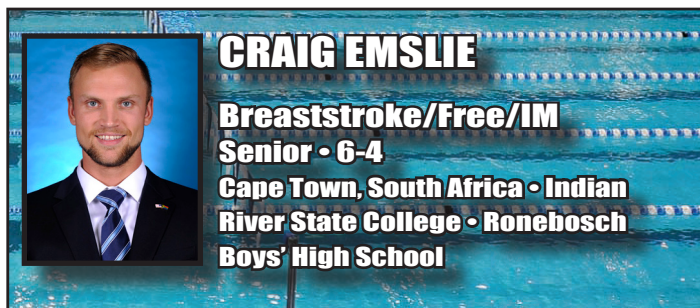 CRAIG EMSLIE
Breaststroke/Free/IM
Senior • 6-4
Cape Town, South Africa • Indian
River State College • Ronebosch
Boys' High School